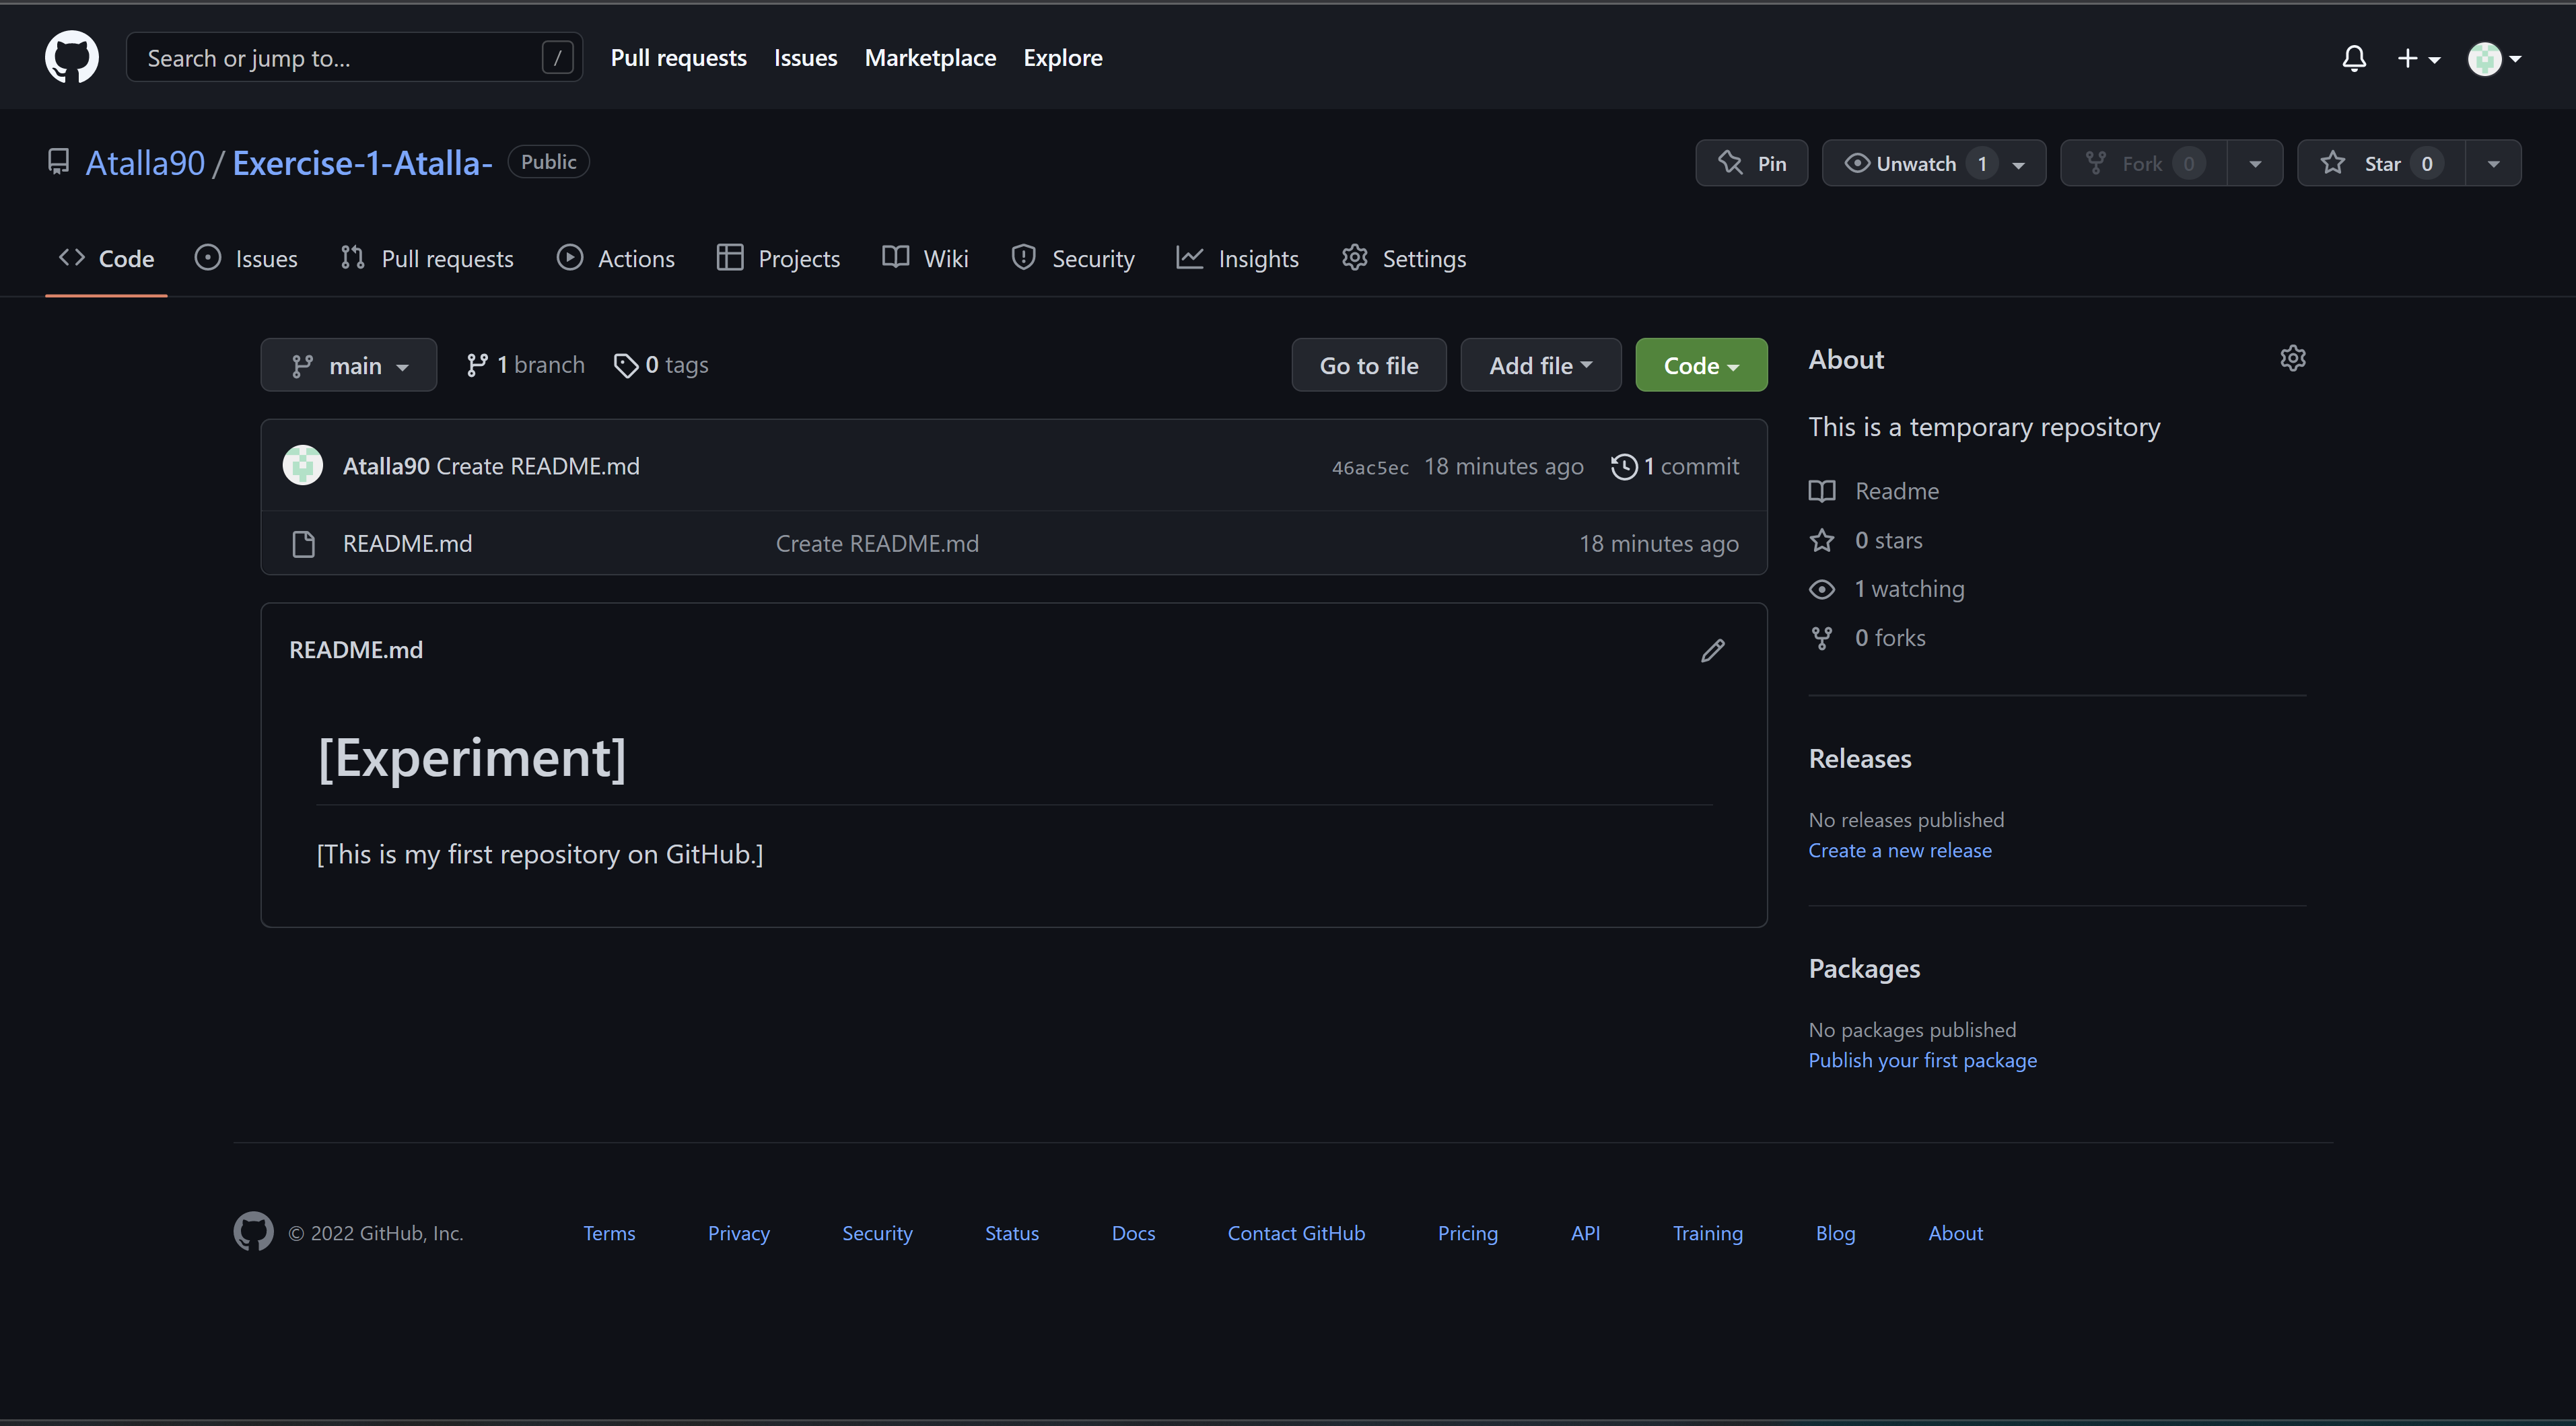 Search or jump to... /
Pull requests Issues Marketplace Explore
Atalla90 / Exercise-1-Atalla- Public
Pin Unwatch 1 Fork 0 Star 0
Code Issues Pull requests Actions Projects Wiki Security Insights Settings
main 1 branch 0 tags Go to file Add file Code
Atalla90 Create README.md 46ac5ec 18 minutes ago 1 commit
README.md Create README.md 18 minutes ago
README.md
[Experiment]
[This is my first repository on GitHub.]
About
This is a temporary repository
Readme
0 stars
1 watching
0 forks
Releases
No releases published
Create a new release
Packages
No packages published
Publish your first package
© 2022 GitHub, Inc. Terms Privacy Security Status Docs Contact GitHub Pricing API Training Blog About